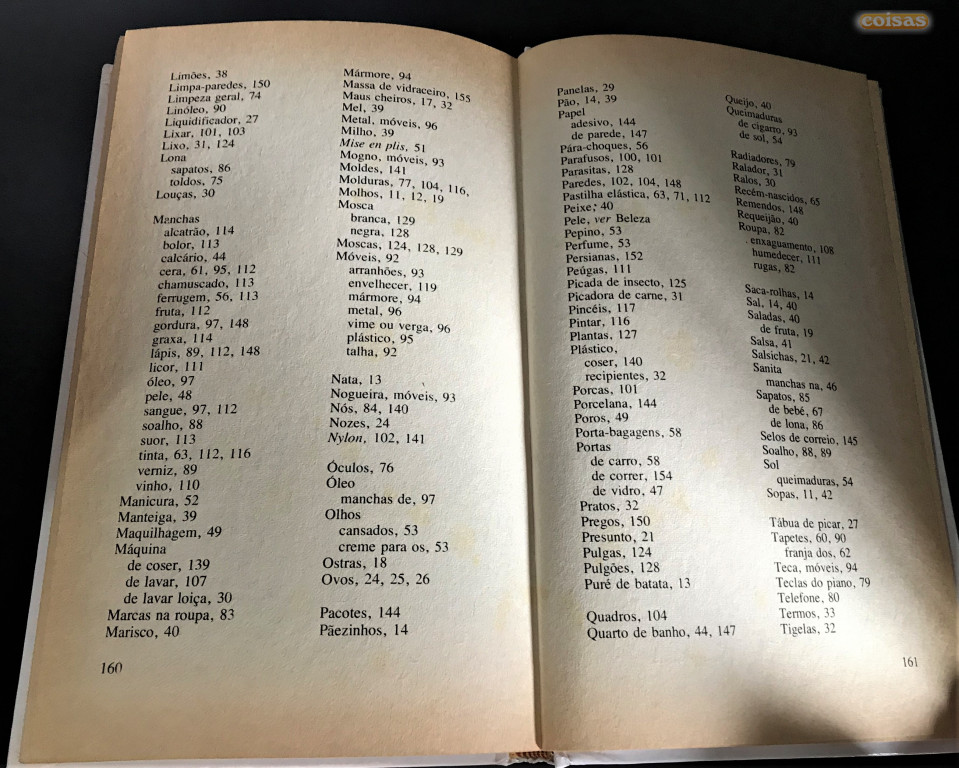 coisas
Limões, 38
Limpa-paredes, 150
Limpeza geral, 74
Linóleo, 90
Liquidificador, 27
Lixar, 101, 103
Lixo, 31, 124
Lona
sapatos, 86
toldos, 75
Louças, 30
Manchas
alcatrão, 114
bolor, 113
calcário, 44
cera, 61, 95, 112
chamuscado, 113
ferrugem, 56, 113
fruta, 112
gordura, 97, 148
graxa, 114
lápis, 89, 112, 148
licor, 111
óleo, 97
pele, 48
sangue, 97, 112
soalho, 88
suor, 113
tinta, 63, 112, 116
verniz, 89
vinho, 110
Manicura, 52
Manteiga, 39
Maquilhagem, 49
Máquina
de coser, 139
de lavar, 107
de lavar loiça, 30
Marcas na roupa, 83
Marisco, 40
Mármore, 94
Massa de vidraceiro, 155
Maus cheiros, 17, 32
Mel, 39
Metal, móveis, 96
Milho, 39
Mise en plis, 51
Mogno, móveis, 93
Moldes, 141
Molduras, 77, 104, 116,
Molhos, 11, 12, 19
Mosca
branca, 129
negra, 128
Moscas, 124, 128, 129
Móveis, 92
arranhões, 93
envelhecer, 119
mármore, 94
metal, 96
vime ou verga, 96
plástico, 95
talha, 92
Nata, 13
Nogueira, móveis, 93
Nós, 84, 140
Nozes, 24
Nylon, 102, 141
Óculos, 76
Óleo
manchas de, 97
Olhos
cansados, 53
creme para os, 53
Ostras, 18
Ovos, 24, 25, 26
Pacotes, 144
Pãezinhos, 14
160
Panelas, 29
Pão, 14, 39
Papel
adesivo, 144
de parede, 147
Pára-choques, 56
Parafusos, 100, 101
Parasitas, 128
Paredes, 102, 104, 148
Pastilha elástica, 63, 71, 112
Peixe, 40
Pele, ver Beleza
Pepino, 53
Perfume, 53
Persianas, 152
Peúgas, 111
Picada de insecto, 125
Picadora de carne, 31
Pincéis, 117
Pintar, 116
Plantas, 127
Plástico,
coser, 140
recipientes, 32
Porcas, 101
Porcelana, 144
Poros, 49
Porta-bagagens, 58
Portas
de carro, 58
de correr, 154
de vidro, 47
Pratos, 32
Pregos, 150
Presunto, 21
Pulgas, 124
Pulgões, 128
Puré de batata, 13
Quadros, 104
Quarto de banho, 44, 147
Queijo, 40
Queimaduras
de cigarro, 93
de sol, 54
Radiadores, 79
Ralador, 31
Ralos, 30
Recém-nascidos, 65
Remendos, 148
Requeijão, 40
Roupa, 82
enxaguamento, 108
humedecer, 111
rugas, 82
Saca-rolhas, 14
Sal, 14, 40
Saladas, 40
de fruta, 19
Salsa, 41
Salsichas, 21, 42
Sanita
manchas na, 46
Sapatos, 85
de bebé, 67
de lona, 86
Selos de correio, 145
Soalho, 88, 89
Sol
queimaduras, 54
Sopas, 11, 42
Tábua de picar, 27
Tapetes, 60, 90
franja dos, 62
Teca, móveis, 94
Teclas do piano, 79
Telefone, 80
Termos, 33
Tigelas, 32
161